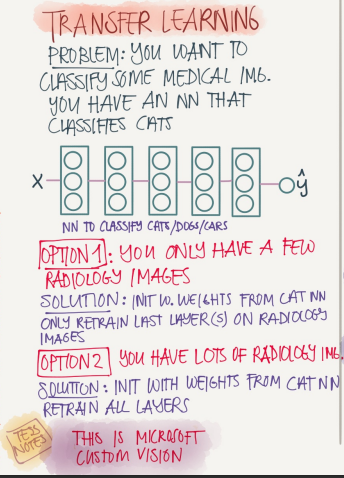 TRANSFER LEARNING
PROBLEM: YOU WANT TO
CLASSIFY SOME MEDICAL IMG.
YOU HAVE AN NN THAT
CLASSIFIES CATS
X ŷ
NN TO CLASSIFY CATS/DOGS/CARS
OPTION 1: YOU ONLY HAVE A FEW
RADIOLOGY IMAGES
SOLUTION: INIT W. WEIGHTS FROM CAT NN
ONLY RETRAIN LAST LAYER(S) ON RADIOLOGY
IMAGES
OPTION 2 YOU HAVE LOTS OF RADIOLOGY IMG.
SOLUTION: INIT WITH WEIGHTS FROM CAT NN
RETRAIN ALL LAYERS
TESS
NOTES
THIS IS MICROSOFT
CUSTOM VISION